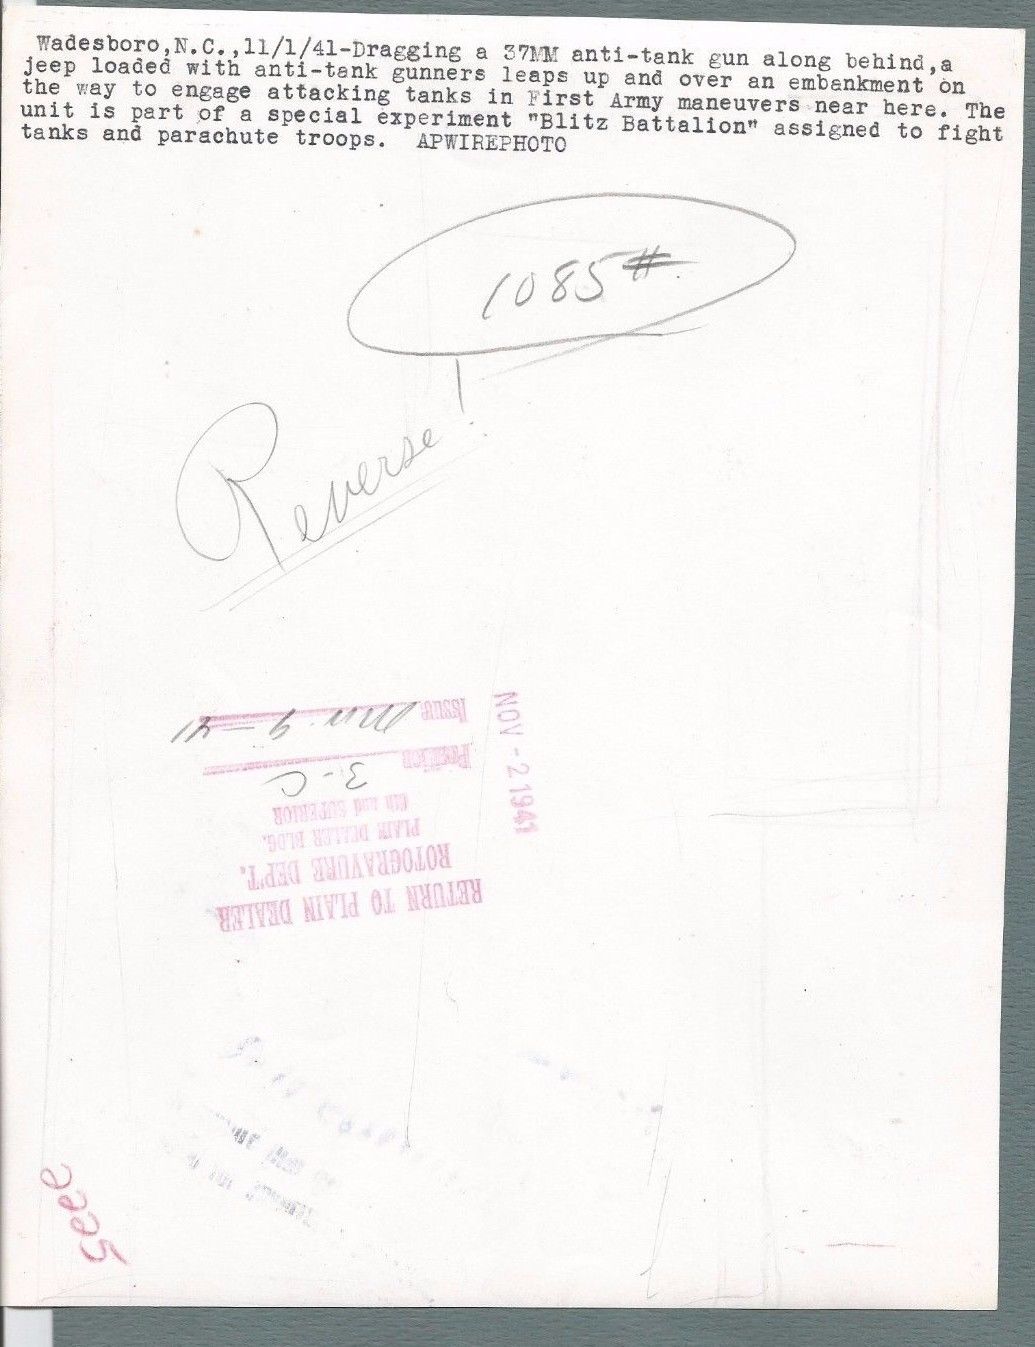 Wadesboro,N.C.,11/1/41-Dragging a 37MM anti-tank gun along behind,a
jeep loaded with anti-tank gunners leaps up and over an embankment on
the way to engage attacking tanks in First Army maneuvers near here. The
unit is part of a special experiment "Blitz Battalion" assigned to fight
tanks and parachute troops. APWIREPHOTO
1085#
Reverse!
NOV - 2 1941
RETURN TO PLAIN DEALER
ROTOGRAVURE DEP'T.
PLAIN DEALER BLDG.
6th and SUPERIOR
3-C
Position
Issue 9-41